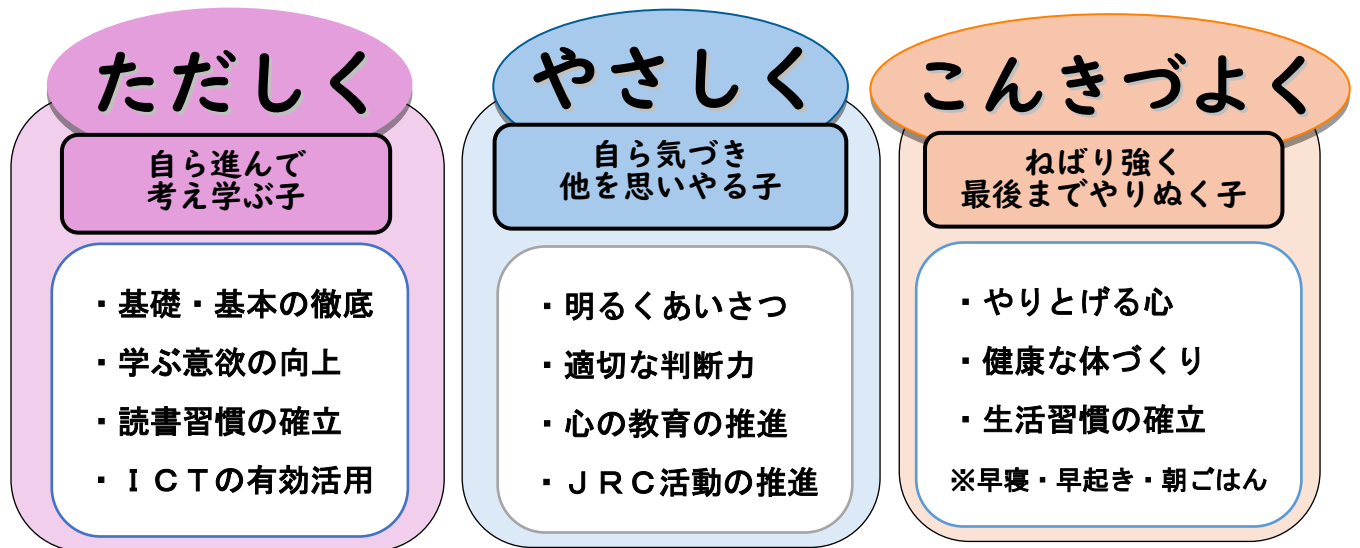 ただしく
自ら進んで
考え学ぶ子
・基礎・基本の徹底
・学ぶ意欲の向上
・読書習慣の確立
・ＩＣＴの有効活用
やさしく
自ら気づき
他を思いやる子
・明るくあいさつ
・適切な判断力
・心の教育の推進
・ＪＲＣ活動の推進
こんきづよく
ねばり強く
最後までやりぬく子
・やりとげる心
・健康な体づくり
・生活習慣の確立
※早寝・早起き・朝ごはん